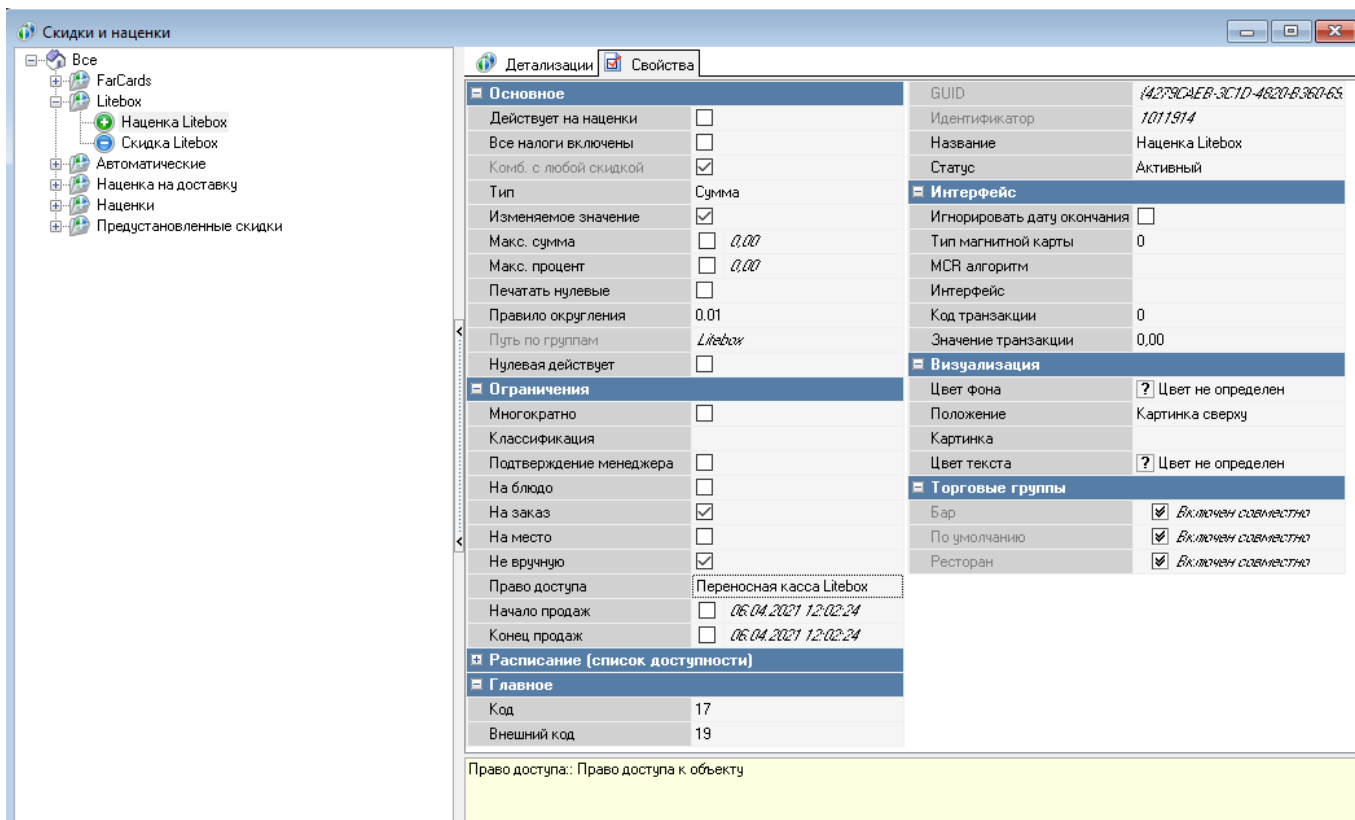 Скидки и наценки
Все
FarCards
Litebox
Наценка Litebox
Скидка Litebox
Автоматические
Наценка на доставку
Наценки
Предустановленные скидки
Детализации Свойства
Основное
Действует на наценки
Все налоги включены
Комб. с любой скидкой
Тип Сумма
Изменяемое значение
Макс. сумма 0,00
Макс. процент 0,00
Печатать нулевые
Правило округления 0.01
Путь по группам Litebox
Нулевая действует
Ограничения
Многократно
Классификация
Подтверждение менеджера
На блюдо
На заказ
На место
Не вручную
Право доступа Переносная касса Litebox
Начало продаж 06.04.2021 12:02:24
Конец продаж 06.04.2021 12:02:24
Расписание (список доступности)
Главное
Код 17
Внешний код 19
GUID {4279CAEB-3C1D-4820-B360-69
Идентификатор 1011914
Название Наценка Litebox
Статус Активный
Интерфейс
Игнорировать дату окончания
Тип магнитной карты 0
MCR алгоритм
Интерфейс
Код транзакции 0
Значение транзакции 0,00
Визуализация
Цвет фона ? Цвет не определен
Положение Картинка сверху
Картинка
Цвет текста ? Цвет не определен
Торговые группы
Бар Включен совместно
По умолчанию Включен совместно
Ресторан Включен совместно
Право доступа:: Право доступа к объекту